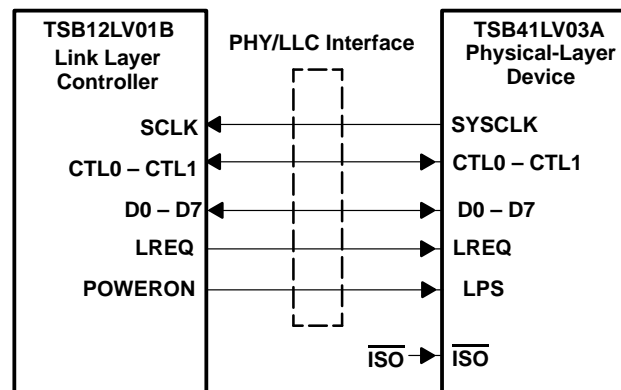 TSB12LV01B
Link Layer
Controller
PHY/LLC Interface
TSB41LV03A
Physical-Layer
Device
SCLK
SYSCLK
CTL0 – CTL1
CTL0 – CTL1
D0 – D7
D0 – D7
LREQ
LREQ
POWERON
LPS
ISO
ISO